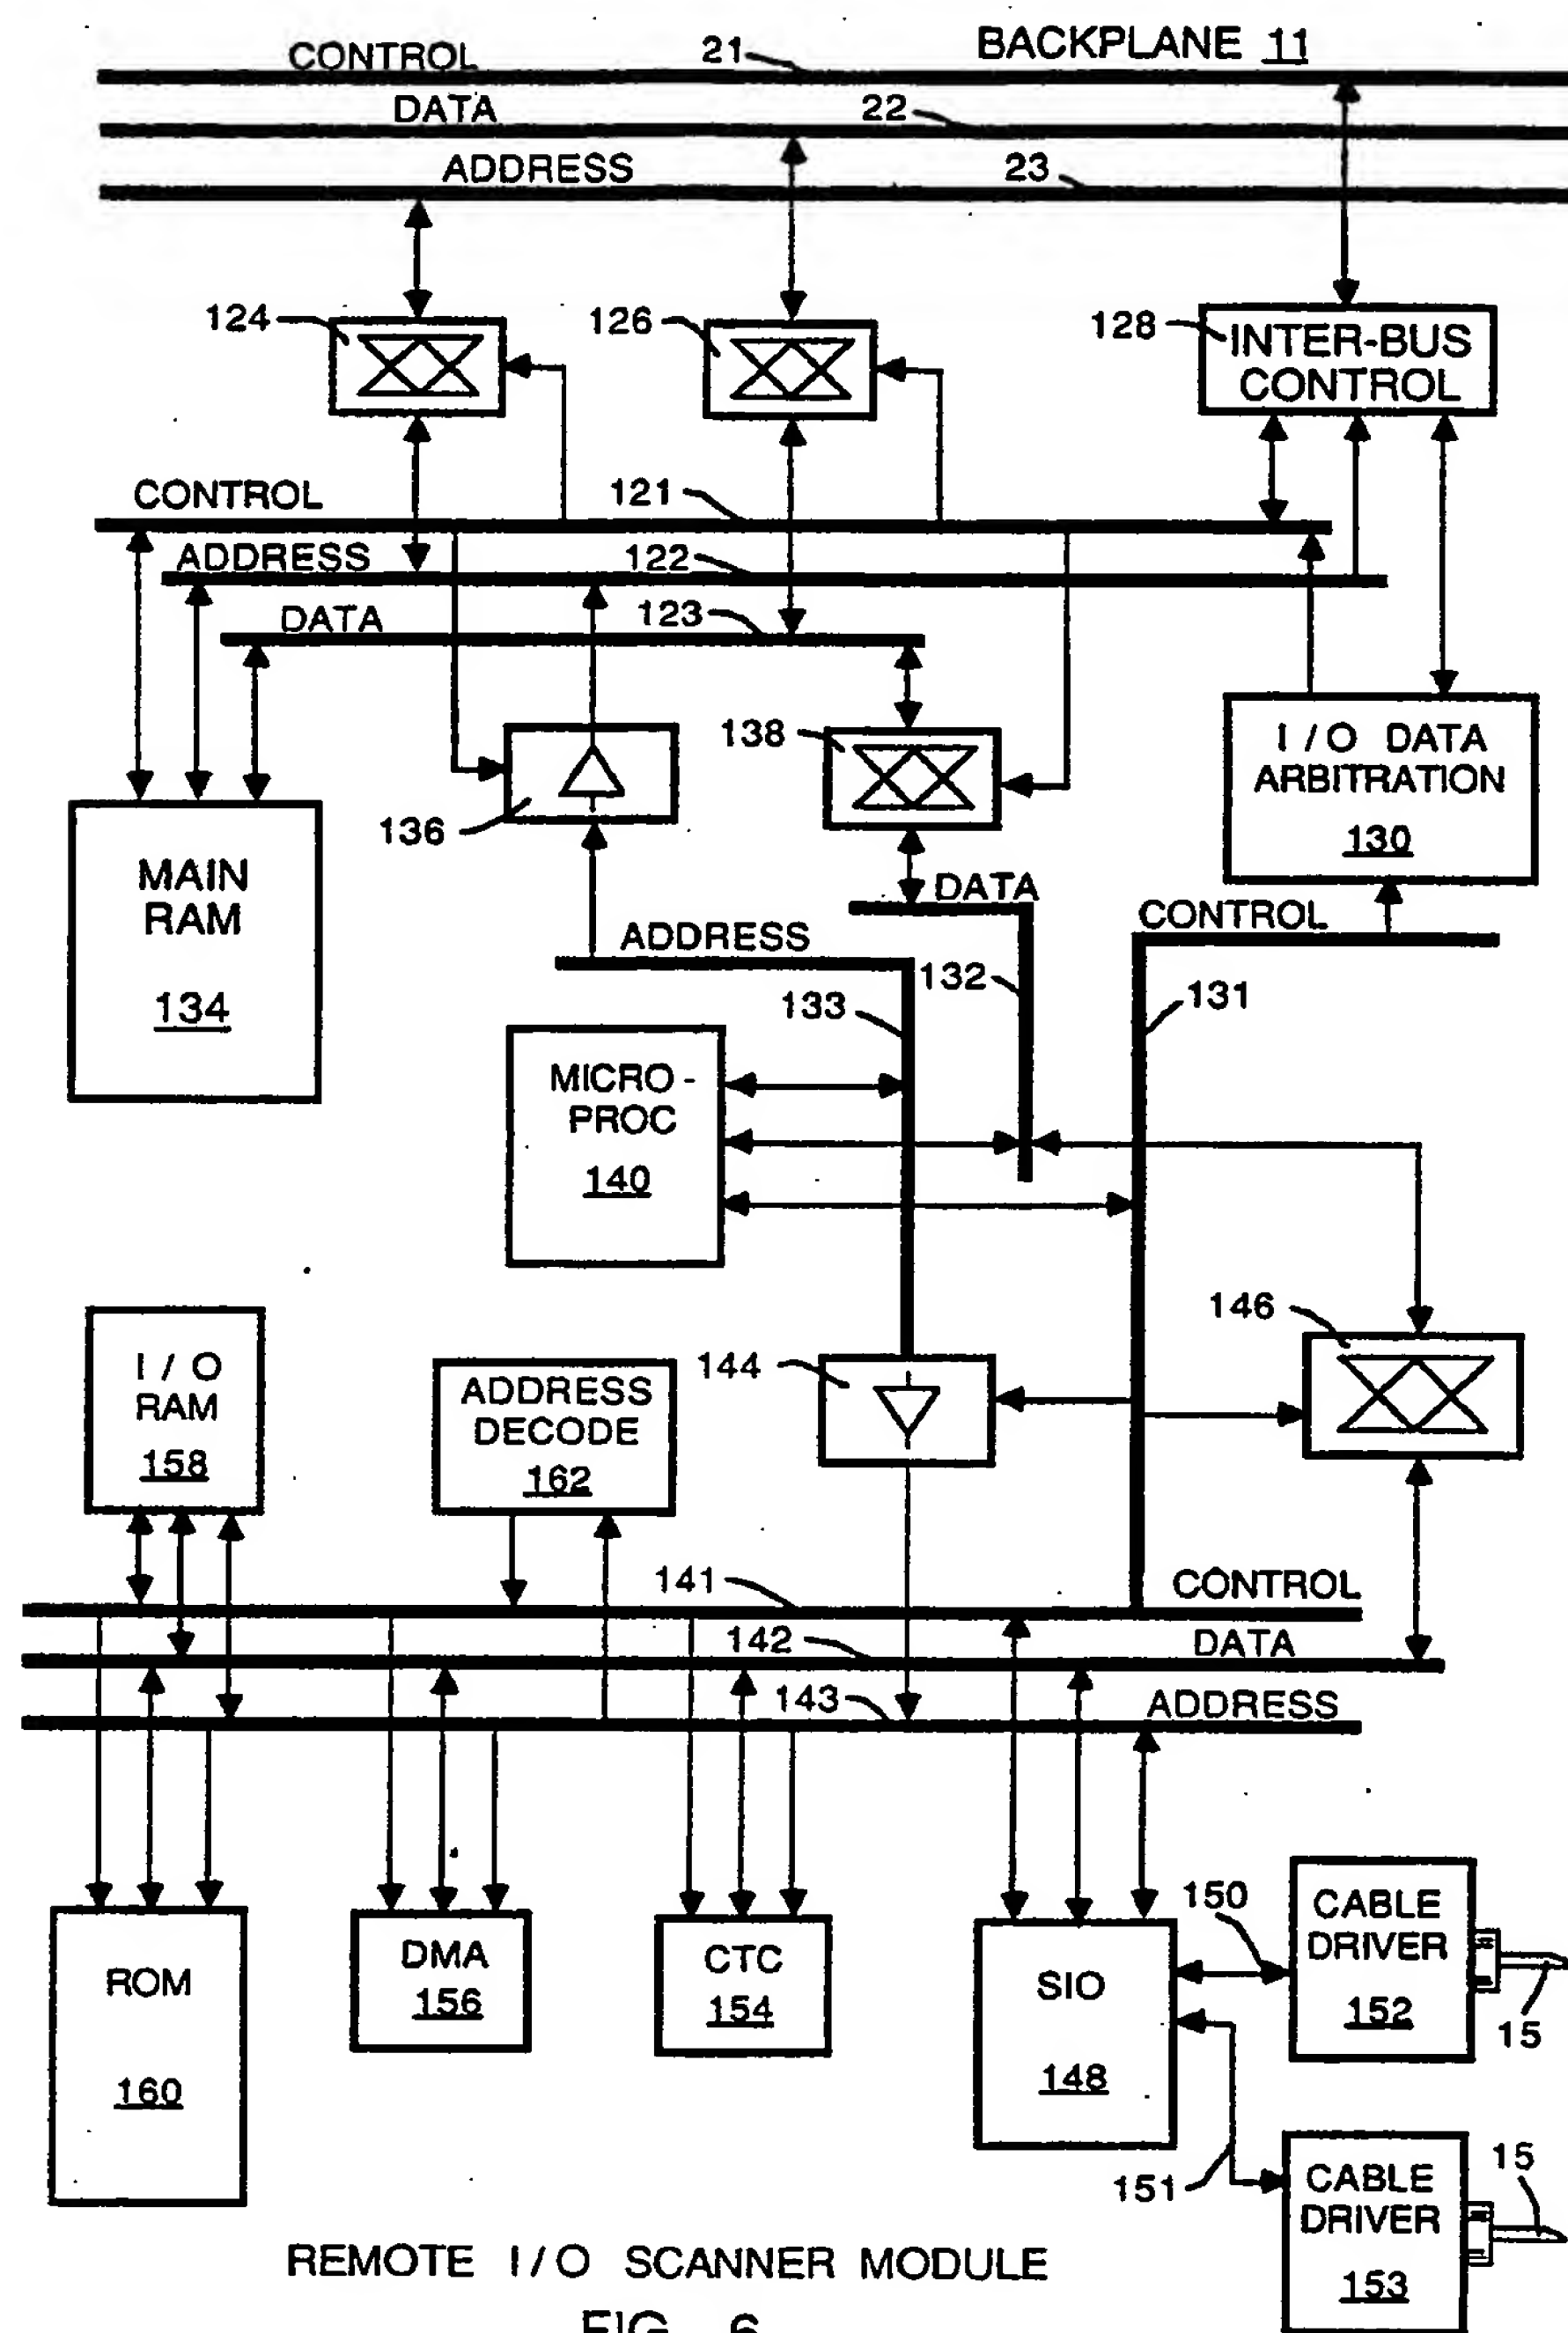 BACKPLANE 11
CONTROL 21
DATA 22
ADDRESS 23
124
126
128
INTER-BUS
CONTROL
CONTROL 121
ADDRESS 122
DATA 123
136
138
I/O DATA
ARBITRATION
130
MAIN
RAM
134
DATA
CONTROL
ADDRESS
132
133
131
MICRO-
PROC
140
146
I/O
RAM
158
ADDRESS
DECODE
162
144
141 CONTROL
142 DATA
143 ADDRESS
150
ROM
160
DMA
156
CTC
154
SIO
148
CABLE
DRIVER
152
15
151
CABLE
DRIVER
153
15
REMOTE I/O SCANNER MODULE
FIG. 6